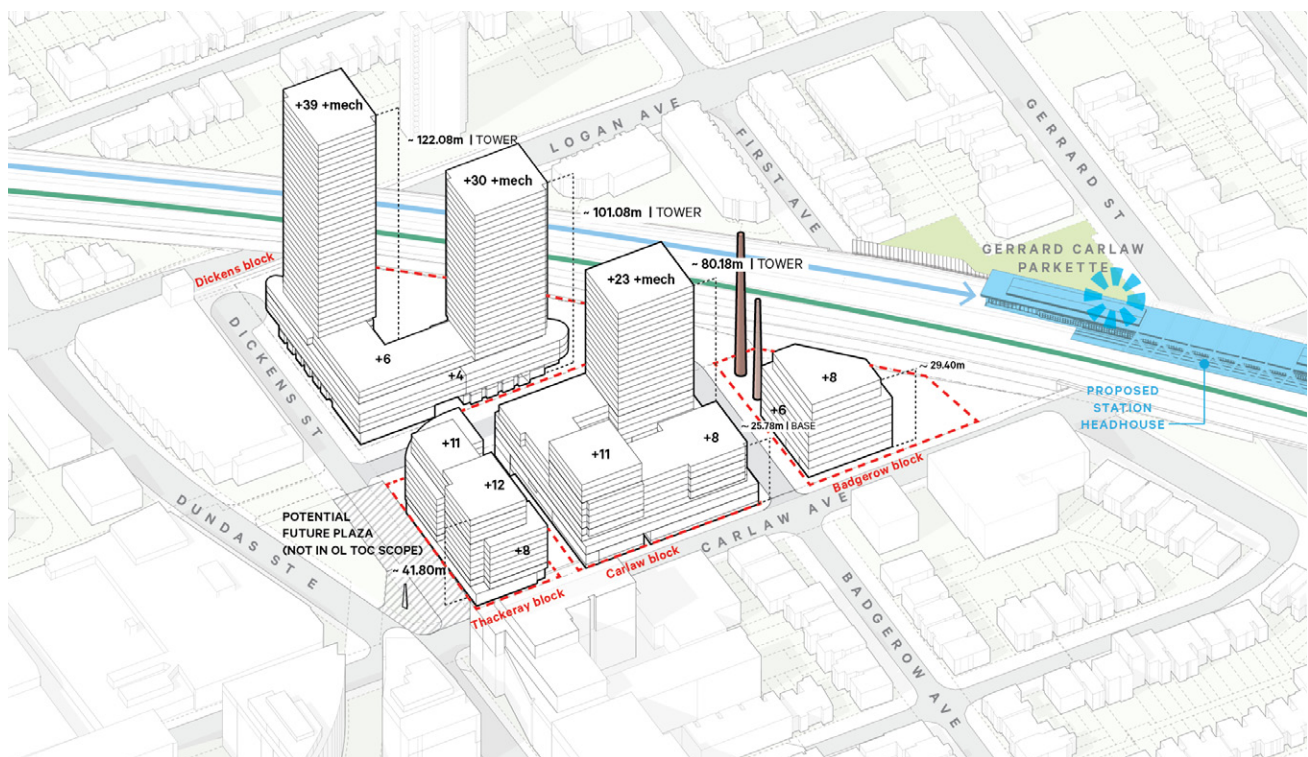 +39 +mech
~ 122.08m | TOWER
LOGAN AVE
FIRST AVE
GERRARD ST
+30 +mech
~ 101.08m | TOWER
GERRARD CARLAW
PARKETTE
Dickens block
~ 80.18m | TOWER
+23 +mech
DICKENS ST
+6
+4
+8
~ 29.40m
PROPOSED
STATION
HEADHOUSE
+6
~ 25.78m | BASE
+11
+11
+8
Badgerow block
+12
DUNDAS ST E
POTENTIAL
FUTURE PLAZA
(NOT IN OL TOC SCOPE)
CARLAW AVE
+8
~ 41.80m
Carlaw block
Thackeray block
BADGEROW AVE